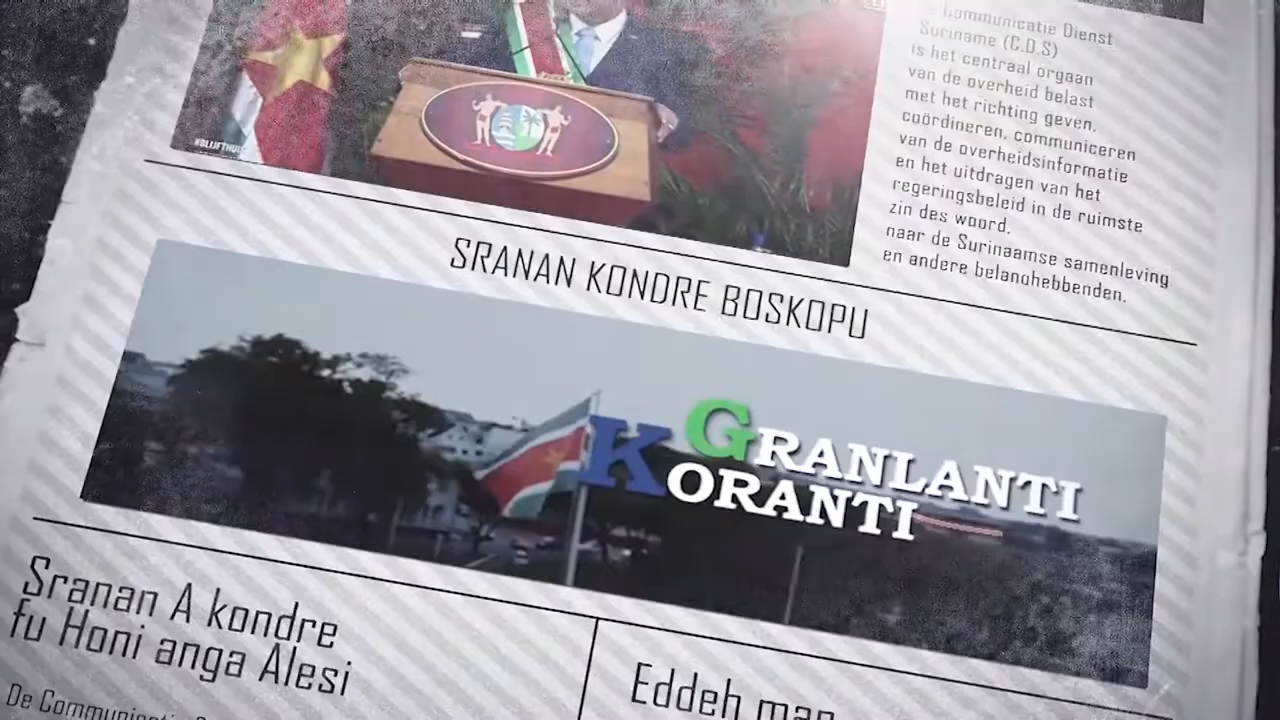 #BLIJFTHUIS
Communicatie Dienst
Suriname (C.D.S)
is het centraal orgaan
van de overheid belast
met het richting geven,
coördineren, communiceren
van de overheidsinformatie
en het uitdragen van het
regeringsbeleid in de ruimste
zin des woord,
naar de Surinaamse samenleving
en andere belanghebbenden.
SRANAN KONDRE BOSKOPU
GRANLANTI
KORANTI
Sranan A kondre
fu Honi anga Alesi
De
Eddeh man